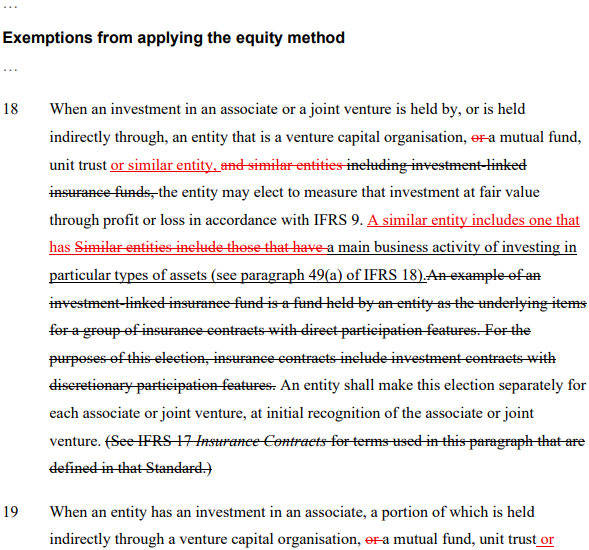 ...
Exemptions from applying the equity method
...
18 When an investment in an associate or a joint venture is held by, or is held
indirectly through, an entity that is a venture capital organisation, or a mutual fund,
unit trust or similar entity, and similar entities including investment-linked
insurance funds, the entity may elect to measure that investment at fair value
through profit or loss in accordance with IFRS 9. A similar entity includes one that
has Similar entities include those that have a main business activity of investing in
particular types of assets (see paragraph 49(a) of IFRS 18).An example of an
investment-linked insurance fund is a fund held by an entity as the underlying items
for a group of insurance contracts with direct participation features. For the
purposes of this election, insurance contracts include investment contracts with
discretionary participation features. An entity shall make this election separately for
each associate or joint venture, at initial recognition of the associate or joint
venture. (See IFRS 17 Insurance Contracts for terms used in this paragraph that are
defined in that Standard.)
19 When an entity has an investment in an associate, a portion of which is held
indirectly through a venture capital organisation, or a mutual fund, unit trust or